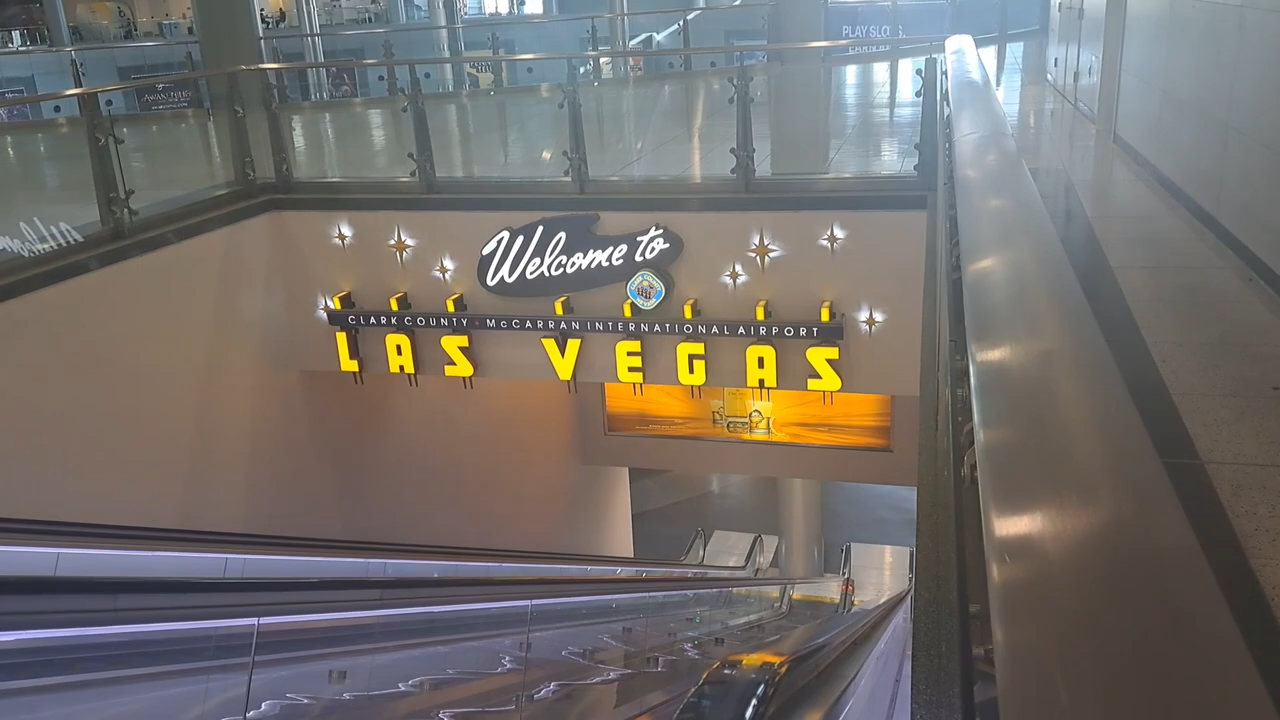 PLAY SLOTS,
Welcome to
CLARK COUNTY McCARRAN INTERNATIONAL AIRPORT
LAS VEGAS